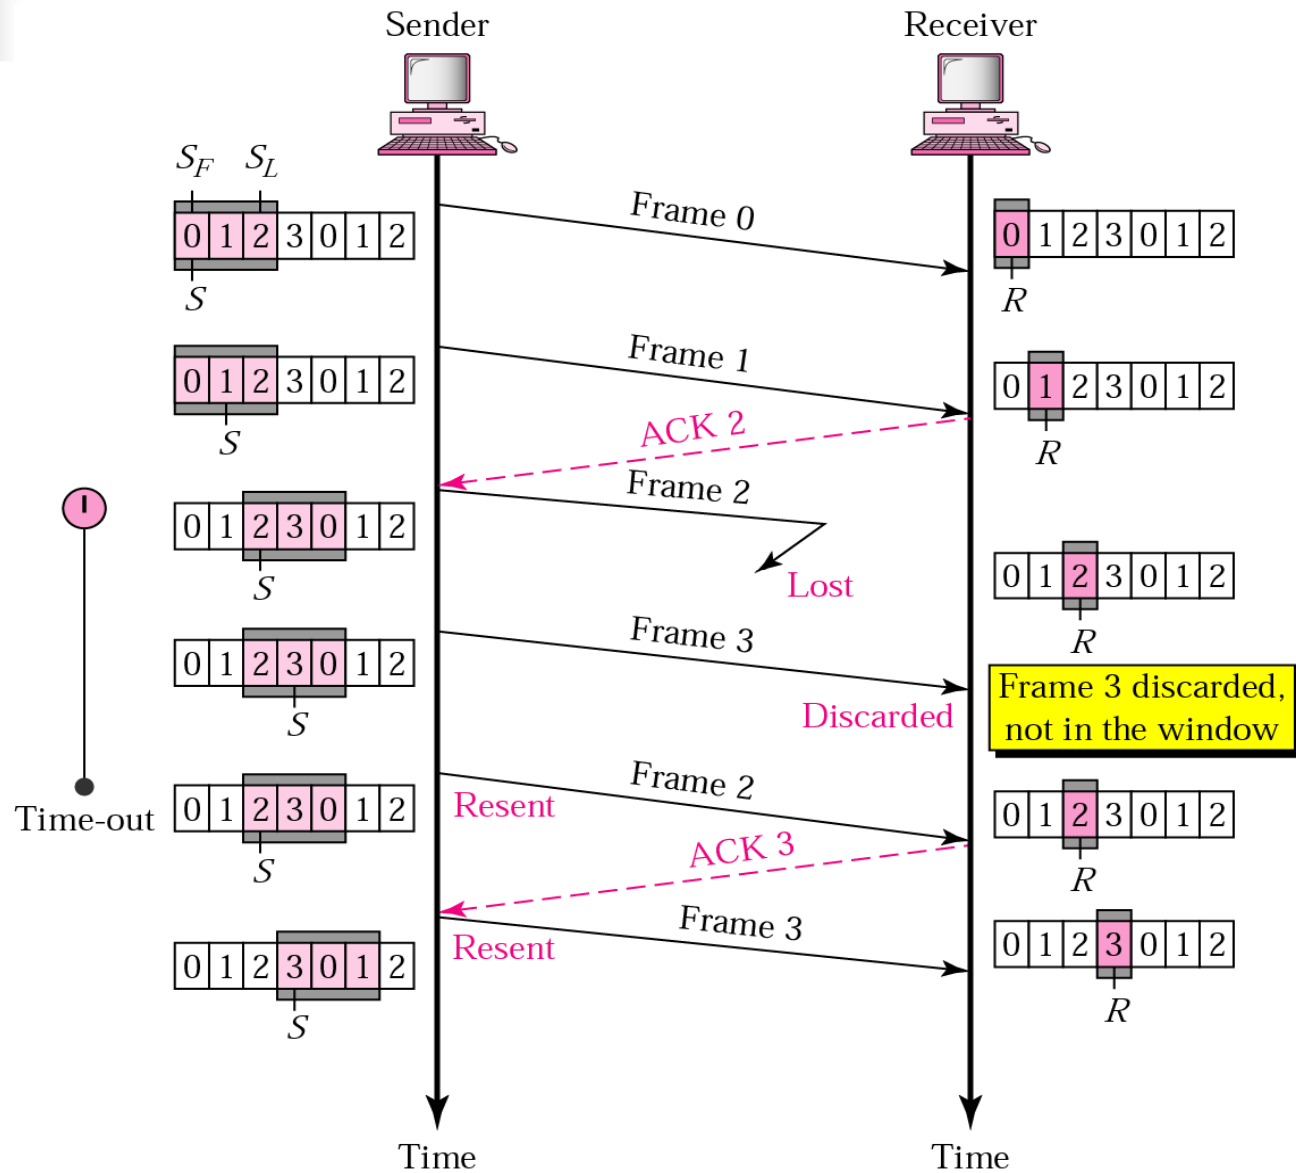 Sender
Receiver
S_F S_L
Frame 0
0 1 2 3 0 1 2
0 1 2 3 0 1 2
S
R
Frame 1
0 1 2 3 0 1 2
0 1 2 3 0 1 2
ACK 2
S
R
Frame 2
0 1 2 3 0 1 2
0 1 2 3 0 1 2
S
Lost
R
Frame 3
0 1 2 3 0 1 2
Frame 3 discarded,
not in the window
S
Discarded
Frame 2
Time-out
0 1 2 3 0 1 2
Resent
0 1 2 3 0 1 2
ACK 3
S
R
Frame 3
0 1 2 3 0 1 2
Resent
0 1 2 3 0 1 2
S
R
Time
Time